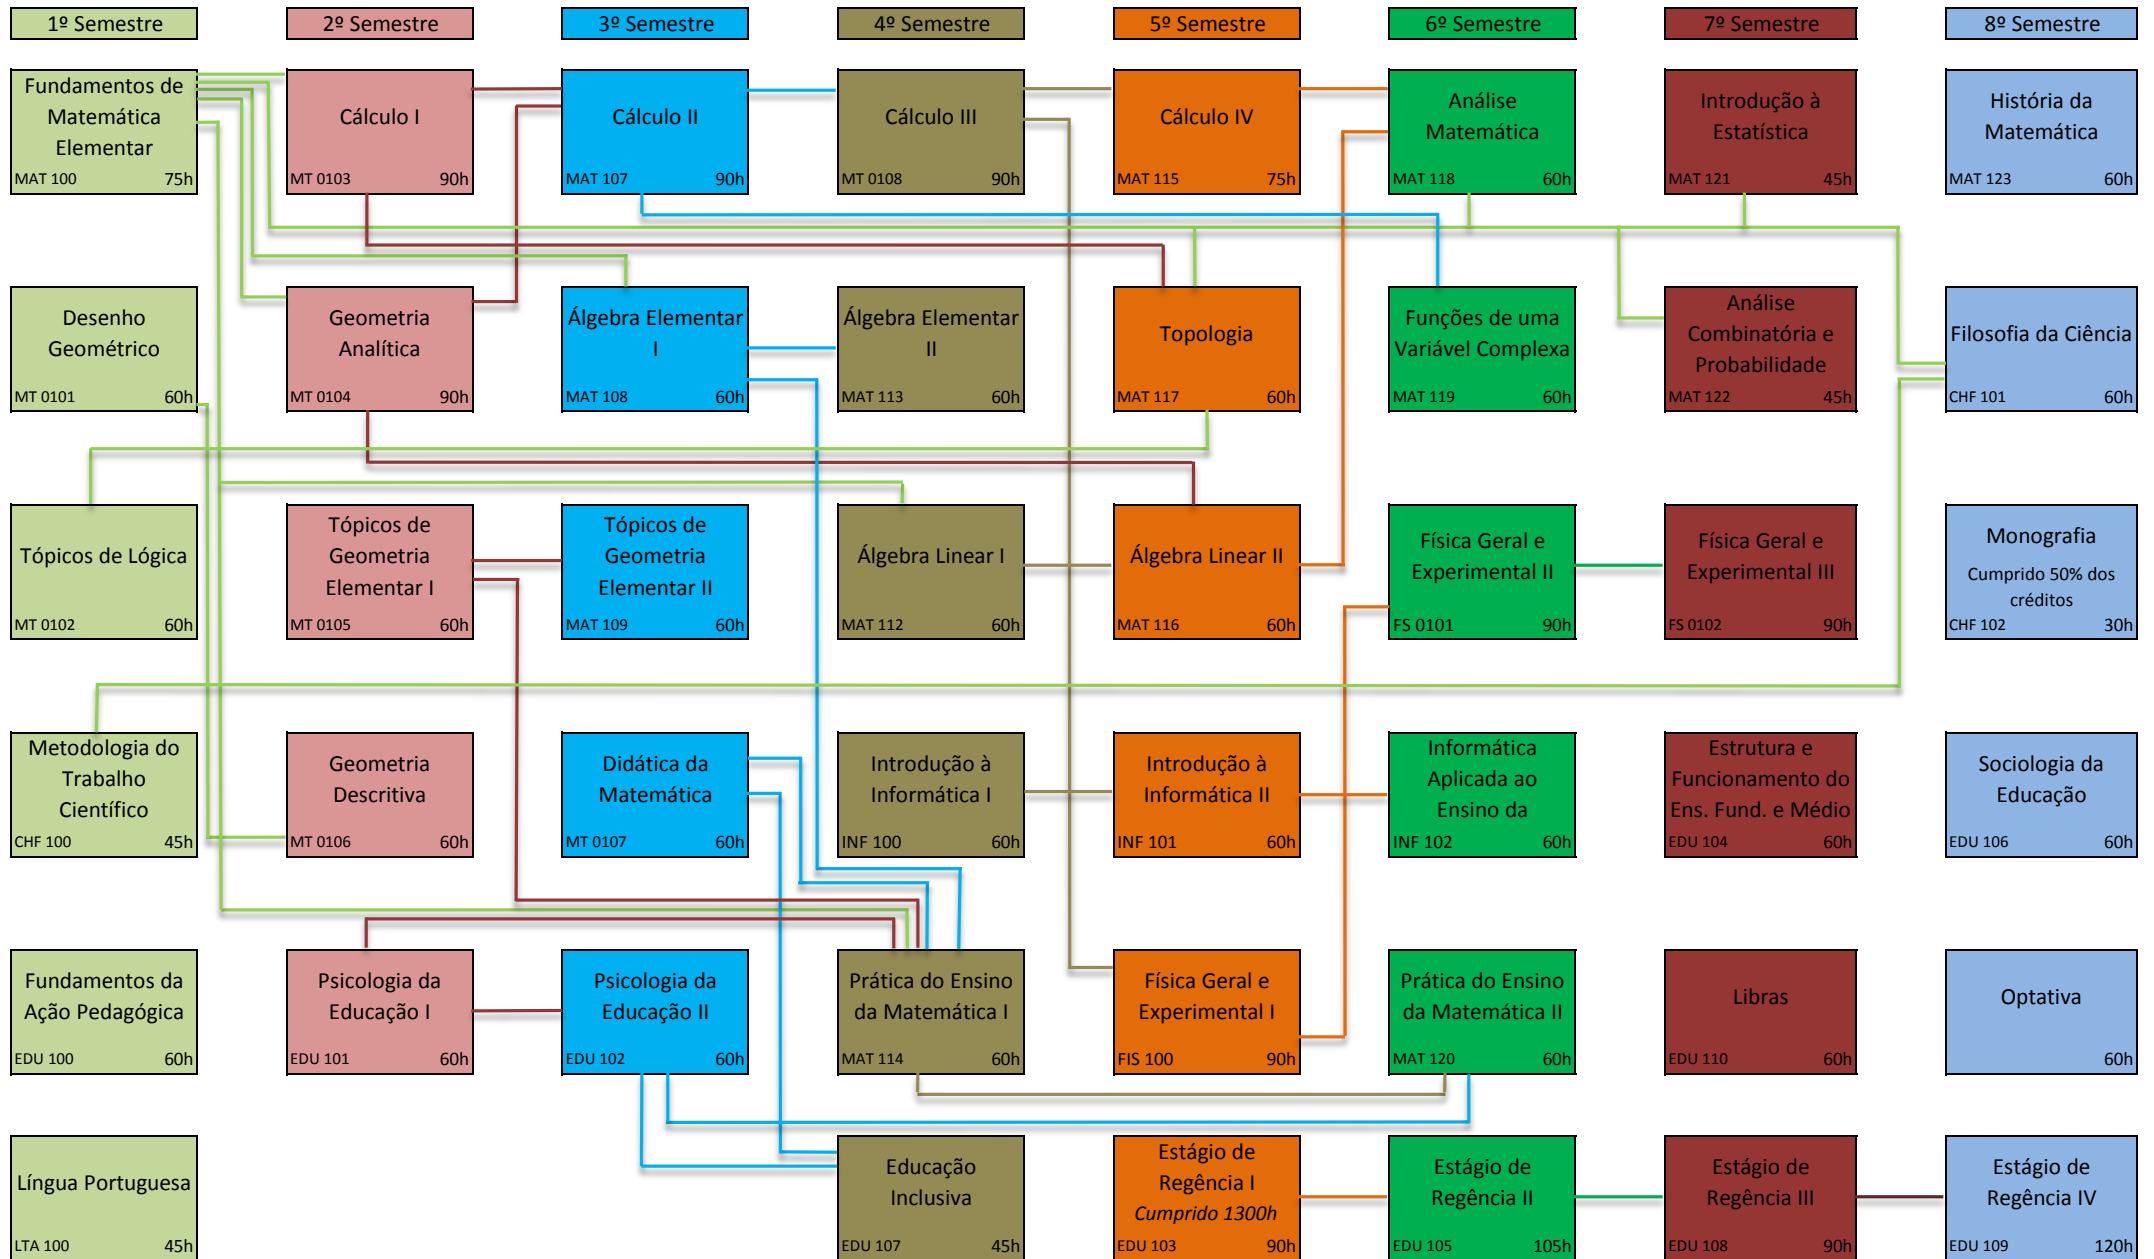 1º Semestre
2º Semestre
3º Semestre
4º Semestre
5º Semestre
6º Semestre
7º Semestre
8º Semestre
Fundamentos de
Matemática
Elementar
MAT 100 75h
Cálculo I
MT 0103 90h
Cálculo II
MAT 107 90h
Cálculo III
MT 0108 90h
Cálculo IV
MAT 115 75h
Análise
Matemática
MAT 118 60h
Introdução à
Estatística
MAT 121 45h
História da
Matemática
MAT 123 60h
Desenho
Geométrico
MT 0101 60h
Geometria
Analítica
MT 0104 90h
Álgebra Elementar
I
MAT 108 60h
Álgebra Elementar
II
MAT 113 60h
Topologia
MAT 117 60h
Funções de uma
Variável Complexa
MAT 119 60h
Análise
Combinatória e
Probabilidade
MAT 122 45h
Filosofia da Ciência
CHF 101 60h
Tópicos de Lógica
MT 0102 60h
Tópicos de
Geometria
Elementar I
MT 0105 60h
Tópicos de
Geometria
Elementar II
MAT 109 60h
Álgebra Linear I
MAT 112 60h
Álgebra Linear II
MAT 116 60h
Física Geral e
Experimental II
FS 0101 90h
Física Geral e
Experimental III
FS 0102 90h
Monografia
Cumprido 50% dos
créditos
CHF 102 30h
Metodologia do
Trabalho
Científico
CHF 100 45h
Geometria
Descritiva
MT 0106 60h
Didática da
Matemática
MT 0107 60h
Introdução à
Informática I
INF 100 60h
Introdução à
Informática II
INF 101 60h
Informática
Aplicada ao
Ensino da
INF 102 60h
Estrutura e
Funcionamento do
Ens. Fund. e Médio
EDU 104 60h
Sociologia da
Educação
EDU 106 60h
Fundamentos da
Ação Pedagógica
EDU 100 60h
Psicologia da
Educação I
EDU 101 60h
Psicologia da
Educação II
EDU 102 60h
Prática do Ensino
da Matemática I
MAT 114 60h
Física Geral e
Experimental I
FIS 100 90h
Prática do Ensino
da Matemática II
MAT 120 60h
Libras
EDU 110 60h
Optativa
60h
Língua Portuguesa
LTA 100 45h
Educação
Inclusiva
EDU 107 45h
Estágio de
Regência I
Cumprido 1300h
EDU 103 90h
Estágio de
Regência II
EDU 105 105h
Estágio de
Regência III
EDU 108 90h
Estágio de
Regência IV
EDU 109 120h